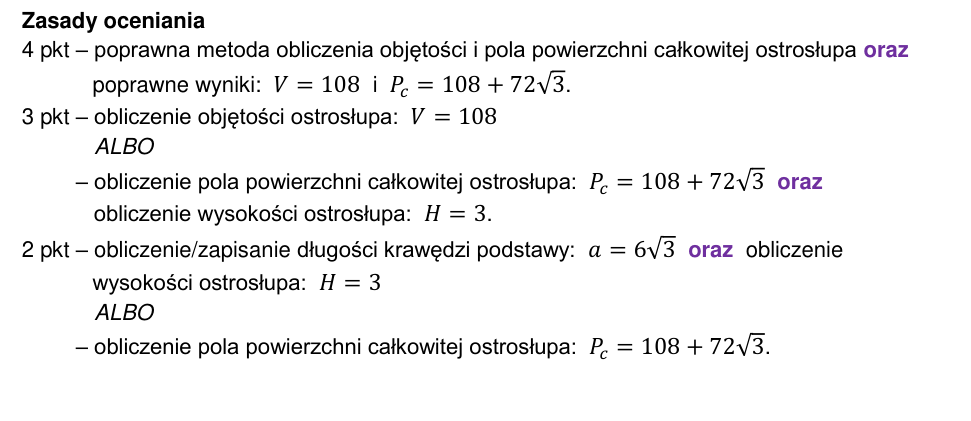 Zasady oceniania
4 pkt – poprawna metoda obliczenia objętości i pola powierzchni całkowitej ostrosłupa oraz
poprawne wyniki: V = 108 i P_c = 108 + 72√3.
3 pkt – obliczenie objętości ostrosłupa: V = 108
ALBO
– obliczenie pola powierzchni całkowitej ostrosłupa: P_c = 108 + 72√3 oraz
obliczenie wysokości ostrosłupa: H = 3.
2 pkt – obliczenie/zapisanie długości krawędzi podstawy: a = 6√3 oraz obliczenie
wysokości ostrosłupa: H = 3
ALBO
– obliczenie pola powierzchni całkowitej ostrosłupa: P_c = 108 + 72√3.